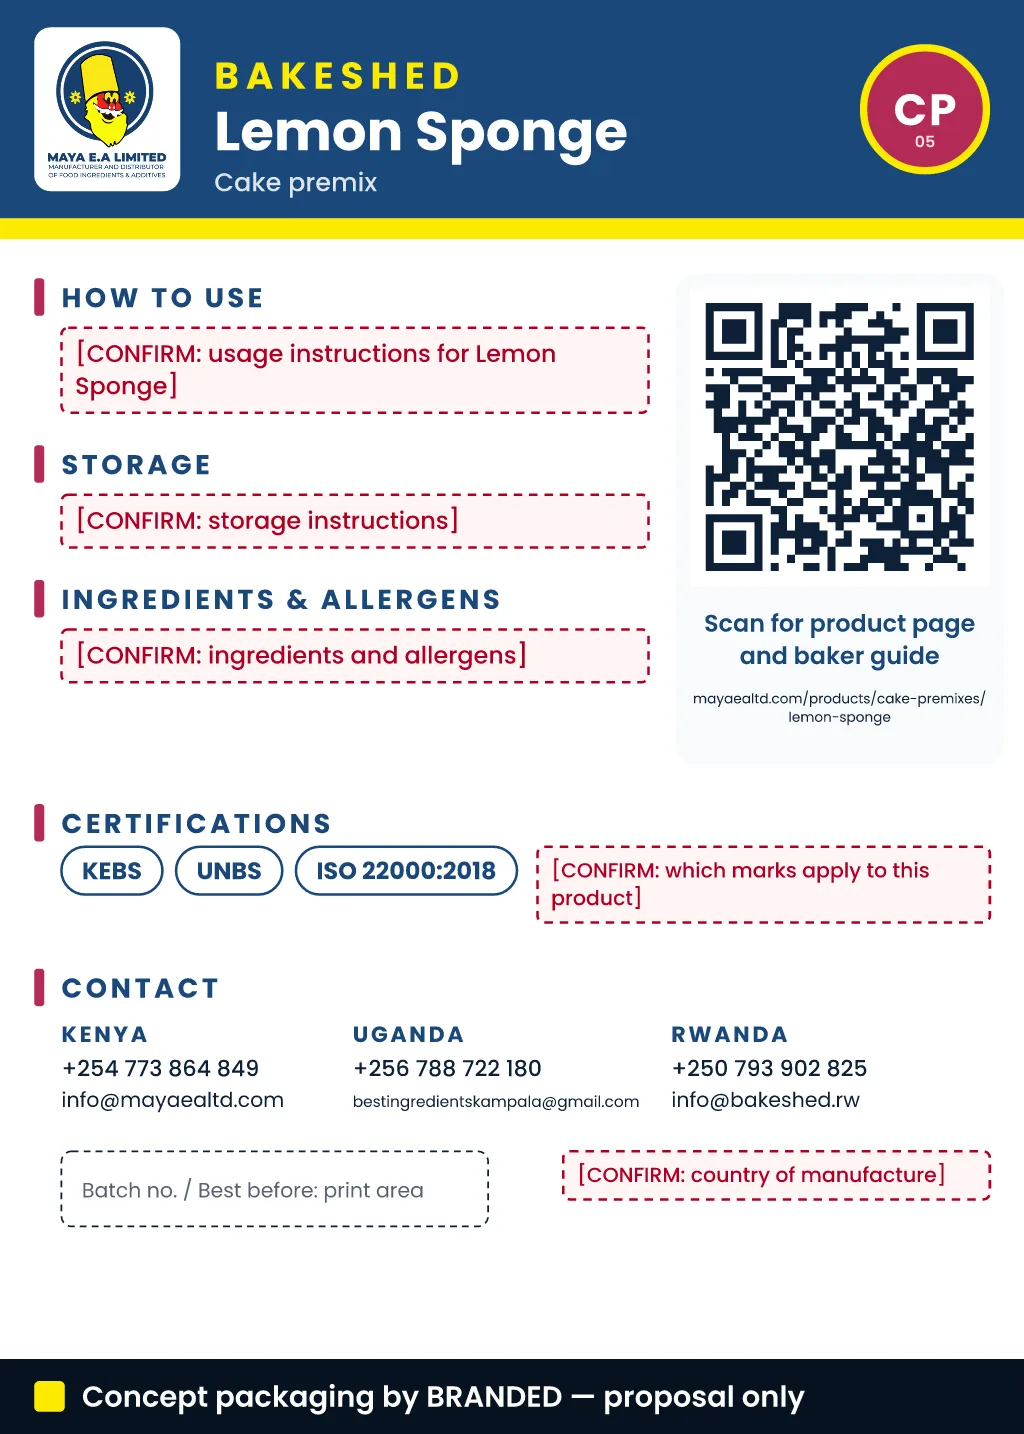 MAYA E.A LIMITED
MANUFACTURER AND DISTRIBUTOR
OF FOOD INGREDIENTS & ADDITIVES
BAKESHED
Lemon Sponge
Cake premix
CP
05
HOW TO USE
[CONFIRM: usage instructions for Lemon
Sponge]
STORAGE
[CONFIRM: storage instructions]
INGREDIENTS & ALLERGENS
[CONFIRM: ingredients and allergens]
Scan for product page
and baker guide
mayaealtd.com/products/cake-premixes/
lemon-sponge
CERTIFICATIONS
KEBS
UNBS
ISO 22000:2018
[CONFIRM: which marks apply to this
product]
CONTACT
KENYA
+254 773 864 849
info@mayaealtd.com
UGANDA
+256 788 722 180
bestingredientskampala@gmail.com
RWANDA
+250 793 902 825
info@bakeshed.rw
Batch no. / Best before: print area
[CONFIRM: country of manufacture]
Concept packaging by BRANDED — proposal only